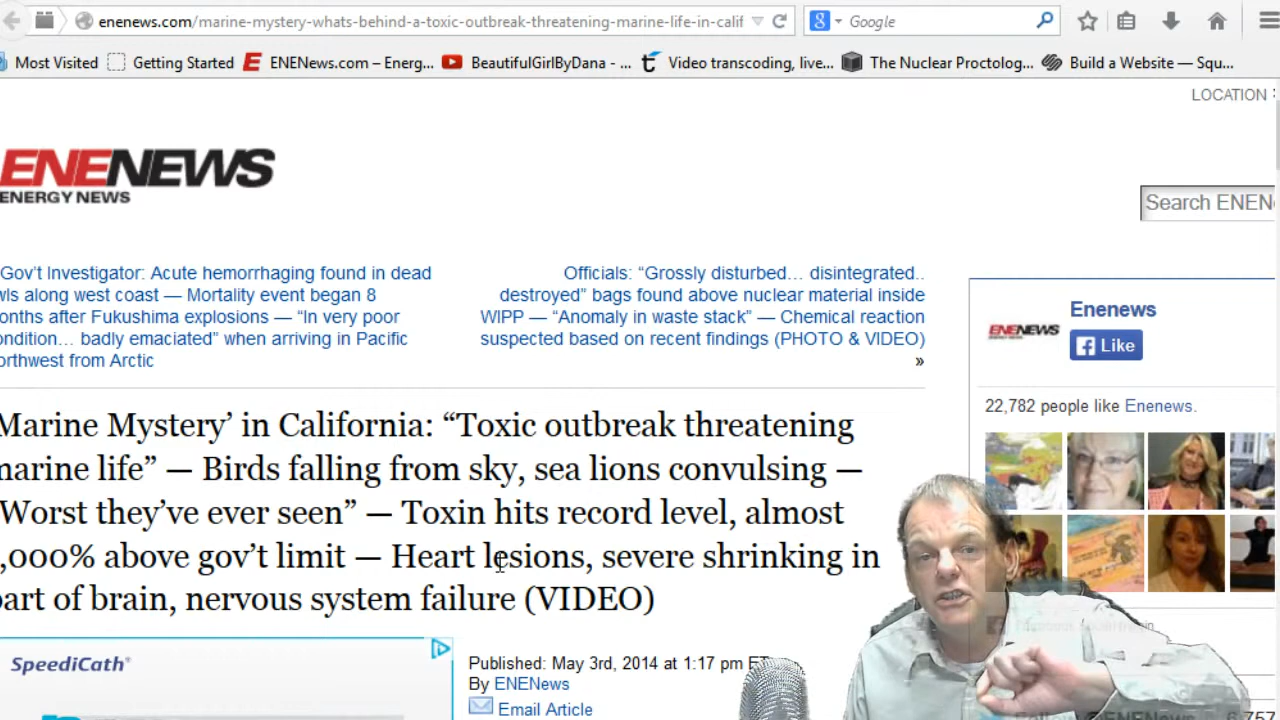 enenews.com/marine-mystery-whats-behind-a-toxic-outbreak-threatening-marine-life-in-calif
Google
Most Visited
Getting Started
ENENews.com – Energ...
BeautifulGirlByDana - ...
Video transcoding, live...
The Nuclear Proctolog...
Build a Website — Squ...
LOCATION
ENENEWS
ENERGY NEWS
Search ENEN
Gov't Investigator: Acute hemorrhaging found in dead
wls along west coast — Mortality event began 8
onths after Fukushima explosions — “In very poor
ondition… badly emaciated” when arriving in Pacific
orthwest from Arctic
Officials: “Grossly disturbed… disintegrated..
destroyed” bags found above nuclear material inside
WIPP — “Anomaly in waste stack” — Chemical reaction
suspected based on recent findings (PHOTO & VIDEO)
»
Enenews
ENENEWS
Like
22,782 people like Enenews.
Marine Mystery’ in California: “Toxic outbreak threatening
marine life” — Birds falling from sky, sea lions convulsing —
Worst they’ve ever seen” — Toxin hits record level, almost
,000% above gov’t limit — Heart lesions, severe shrinking in
part of brain, nervous system failure (VIDEO)
SpeediCath®
Published: May 3rd, 2014 at 1:17 pm ET
By ENENews
Email Article